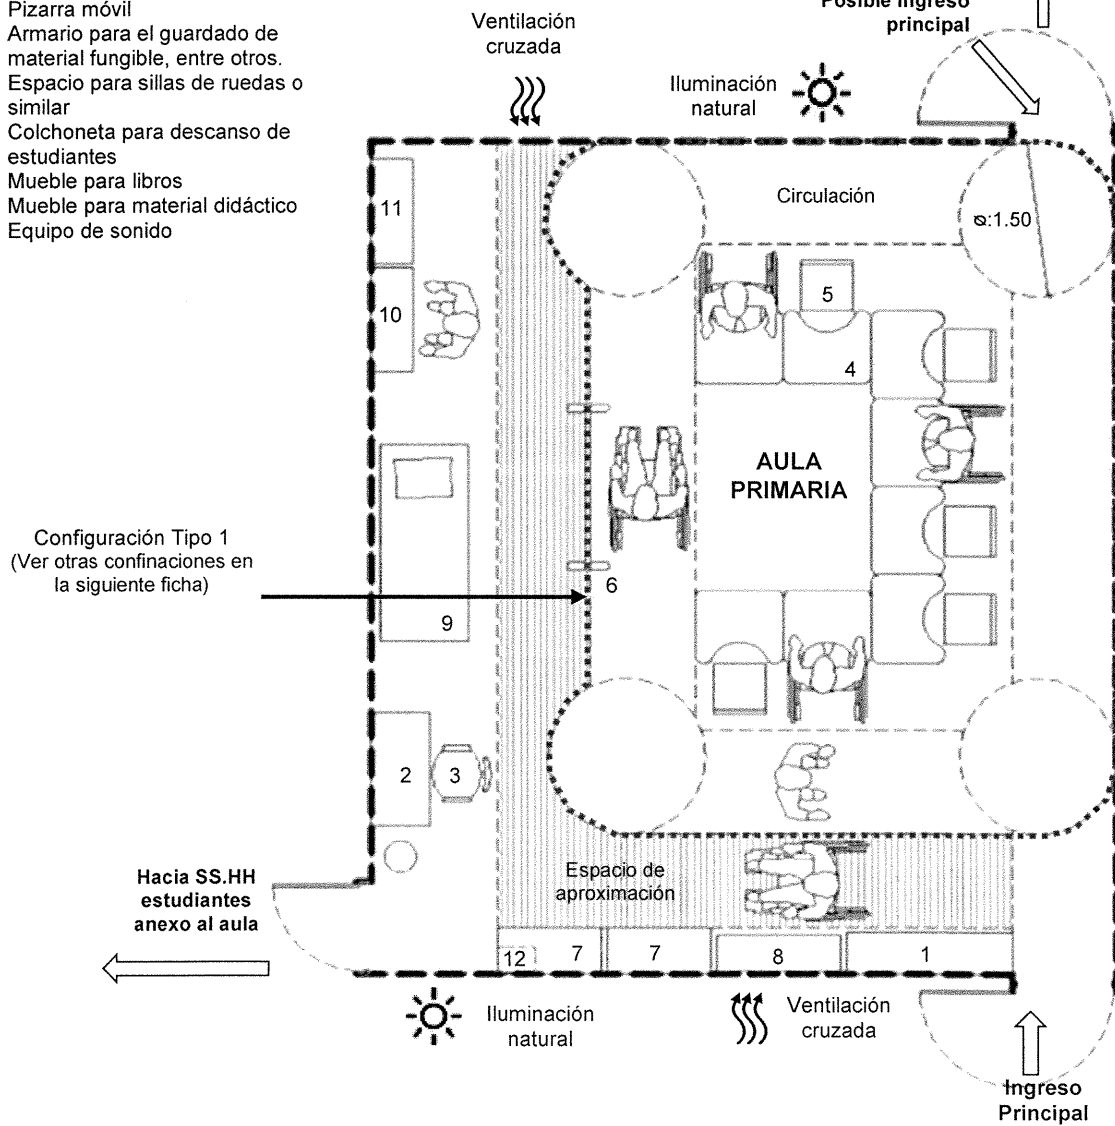 Pizarra móvil
Armario para el guardado de
material fungible, entre otros.
Espacio para sillas de ruedas o
similar
Colchoneta para descanso de
estudiantes
Mueble para libros
Mueble para material didáctico
Equipo de sonido
Ventilación
cruzada
Posible ingreso
principal
Iluminación
natural
Circulación
ᴓ:1.50
11
10
5
4
AULA
PRIMARIA
Configuración Tipo 1
(Ver otras confinaciones en
la siguiente ficha)
6
9
2
3
Espacio de
aproximación
Hacia SS.HH
estudiantes
anexo al aula
12
7
7
8
1
Iluminación
natural
Ventilación
cruzada
Ingreso
Principal